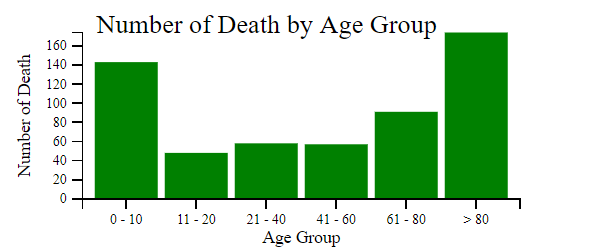 Number of Death by Age Group
Number of Death
160
140
120
100
80
60
40
20
0
0 - 10
11 - 20
21 - 40
41 - 60
61 - 80
> 80
Age Group